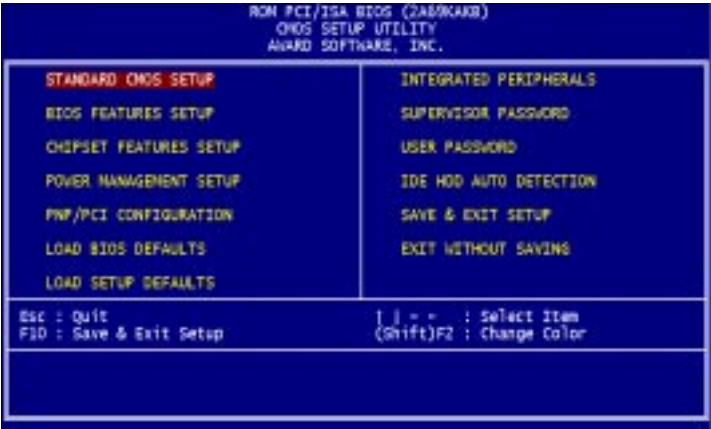 ROM PCI/ISA BIOS (2A69KAKB)
CMOS SETUP UTILITY
AWARD SOFTWARE, INC.
STANDARD CMOS SETUP
BIOS FEATURES SETUP
CHIPSET FEATURES SETUP
POWER MANAGEMENT SETUP
PNP/PCI CONFIGURATION
LOAD BIOS DEFAULTS
LOAD SETUP DEFAULTS
INTEGRATED PERIPHERALS
SUPERVISOR PASSWORD
USER PASSWORD
IDE HDD AUTO DETECTION
SAVE & EXIT SETUP
EXIT WITHOUT SAVING
Esc : Quit
F10 : Save & Exit Setup
: Select Item
(Shift)F2 : Change Color